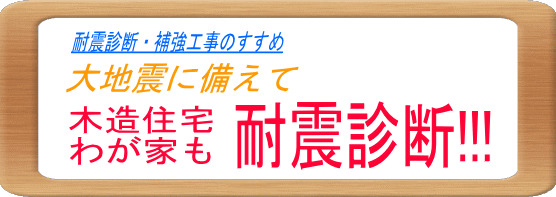 耐震診断・補強工事のすすめ
大地震に備えて
木造住宅
わが家も
耐震診断!!!